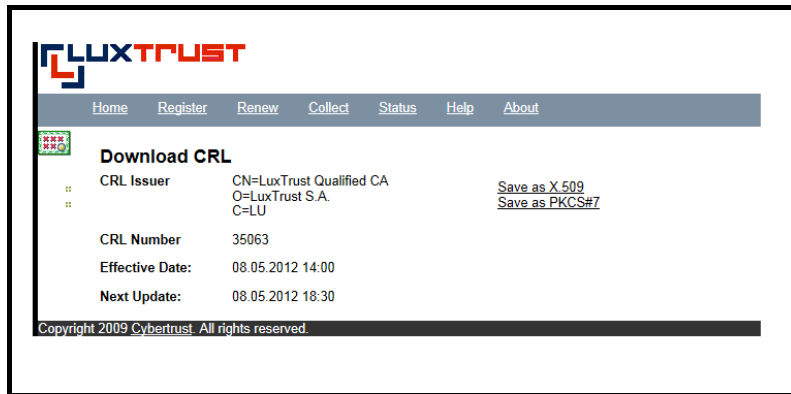 LUXTRUST
Home Register Renew Collect Status Help About
Download CRL
CRL Issuer CN=LuxTrust Qualified CA Save as X.509
O=LuxTrust S.A. Save as PKCS#7
C=LU
CRL Number 35063
Effective Date: 08.05.2012 14:00
Next Update: 08.05.2012 18:30
Copyright 2009 Cybertrust. All rights reserved.